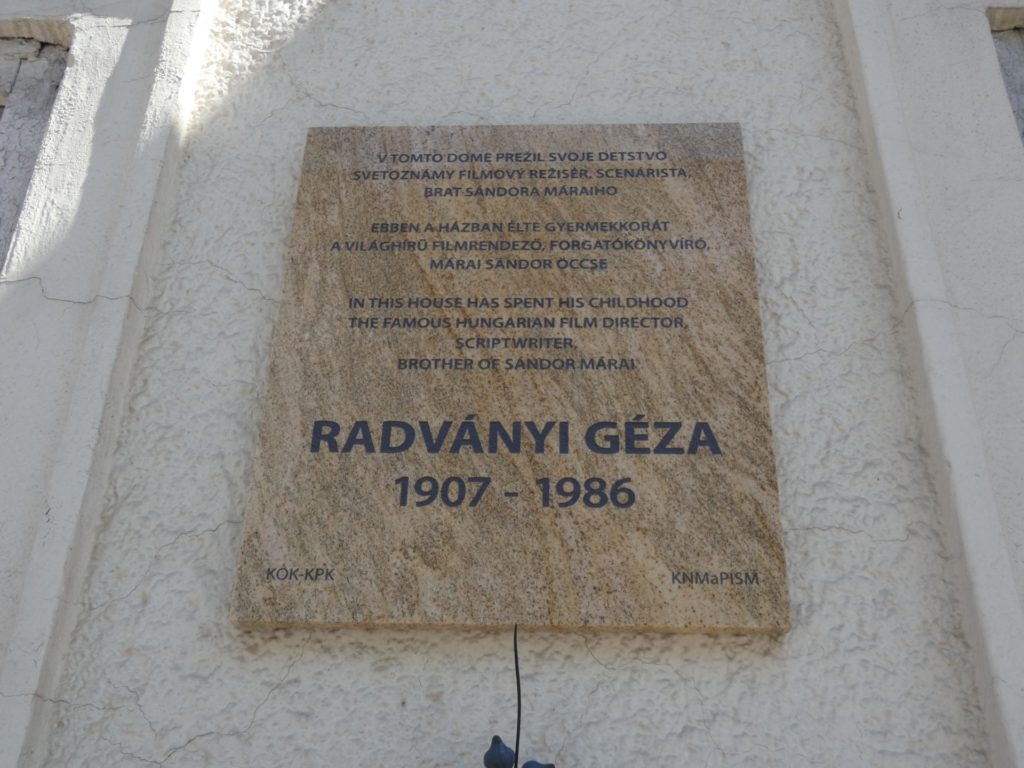 V TOMTO DOME PREŽIL SVOJE DETSTVO
SVETOZNÁMY FILMOVÝ REŽISÉR, SCENÁRISTA,
BRAT SÁNDORA MÁRAIHO
EBBEN A HÁZBAN ÉLTE GYERMEKKORÁT
A VILÁGHÍRŰ FILMRENDEZŐ, FORGATÓKÖNYVÍRÓ,
MÁRAI SÁNDOR ÖCCSE
IN THIS HOUSE HAS SPENT HIS CHILDHOOD
THE FAMOUS HUNGARIAN FILM DIRECTOR,
SCRIPTWRITER,
BROTHER OF SÁNDOR MÁRAI
RADVÁNYI GÉZA
1907 - 1986
KÓK-KPK
KNMaPISM